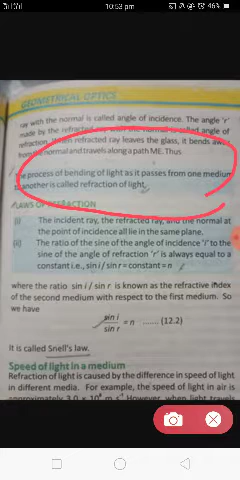 10:53 pm
46%
GEOMETRICAL OPTICS
ray with the normal is called angle of incidence. The angle 'r'
made by the refracted ray with the normal is called angle of
refraction. When refracted ray leaves the glass, it bends away
from the normal and travels along a path ME. Thus
The process of bending of light as it passes from one medium
to another is called refraction of light.
LAWS OF REFRACTION
(i) The incident ray, the refracted ray, and the normal at
the point of incidence all lie in the same plane.
(ii) The ratio of the sine of the angle of incidence 'i' to the
sine of the angle of refraction 'r' is always equal to a
constant i.e., sin i / sin r = constant = n
where the ratio sin i / sin r is known as the refractive index
of the second medium with respect to the first medium. So
we have
sin i / sin r = n ....... (12.2)
It is called Snell's law.
Speed of light in a medium
Refraction of light is caused by the difference in speed of light
in different media. For example, the speed of light in air is
approximately 3.0 × 10⁸ m However, when light travels